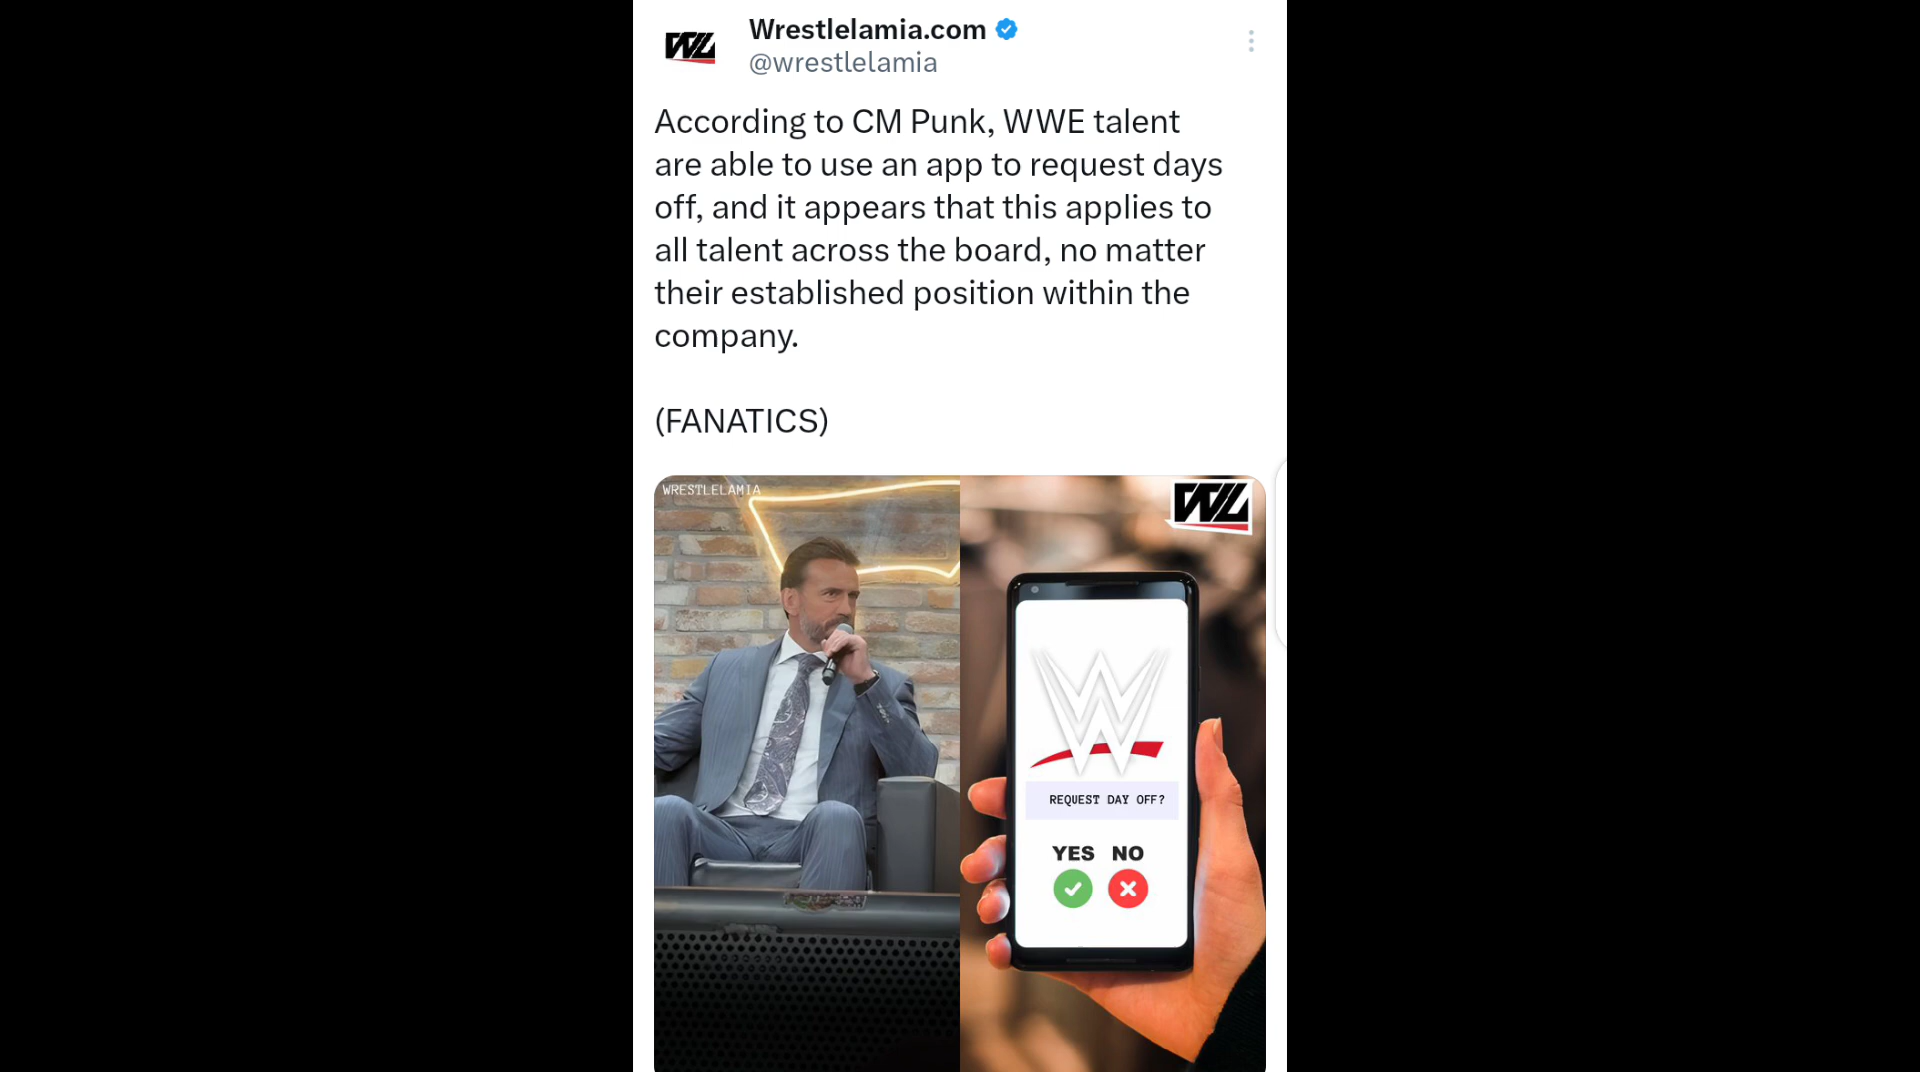 Wrestlelamia.com
@wrestlelamia
According to CM Punk, WWE talent
are able to use an app to request days
off, and it appears that this applies to
all talent across the board, no matter
their established position within the
company.
(FANATICS)
WRESTLELAMIA
WL
W
REQUEST DAY OFF?
YES NO